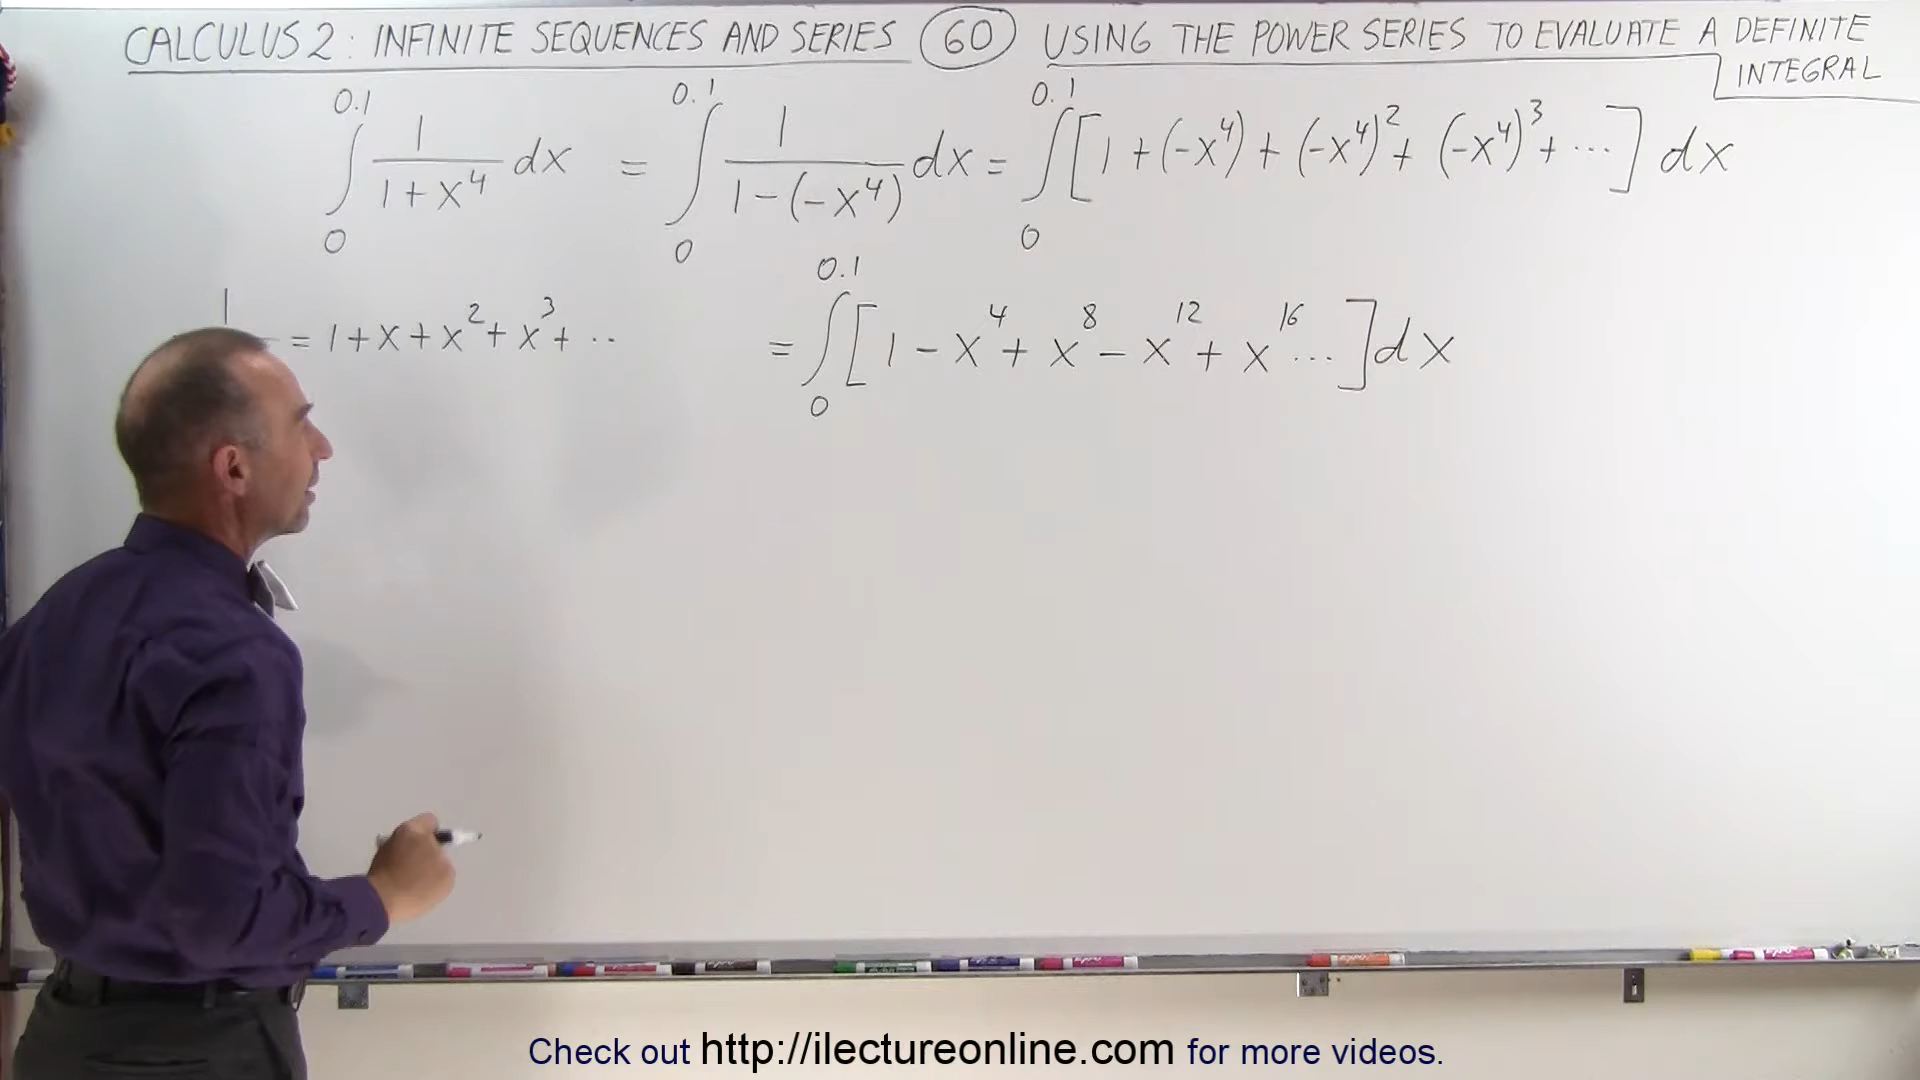 CALCULUS 2: INFINITE SEQUENCES AND SERIES 60 USING THE POWER SERIES TO EVALUATE A DEFINITE
INTEGRAL
∫₀^0.1 1/(1+x⁴) dx = ∫₀^0.1 1/(1-(-x⁴)) dx = ∫₀^0.1 [1+(-x⁴)+(-x⁴)²+(-x⁴)³+⋯] dx
1 = 1+x+x²+x³+⋯
= ∫₀^0.1 [1-x⁴+x⁸-x¹²+x¹⁶⋯] dx
Check out http://ilectureonline.com for more videos.